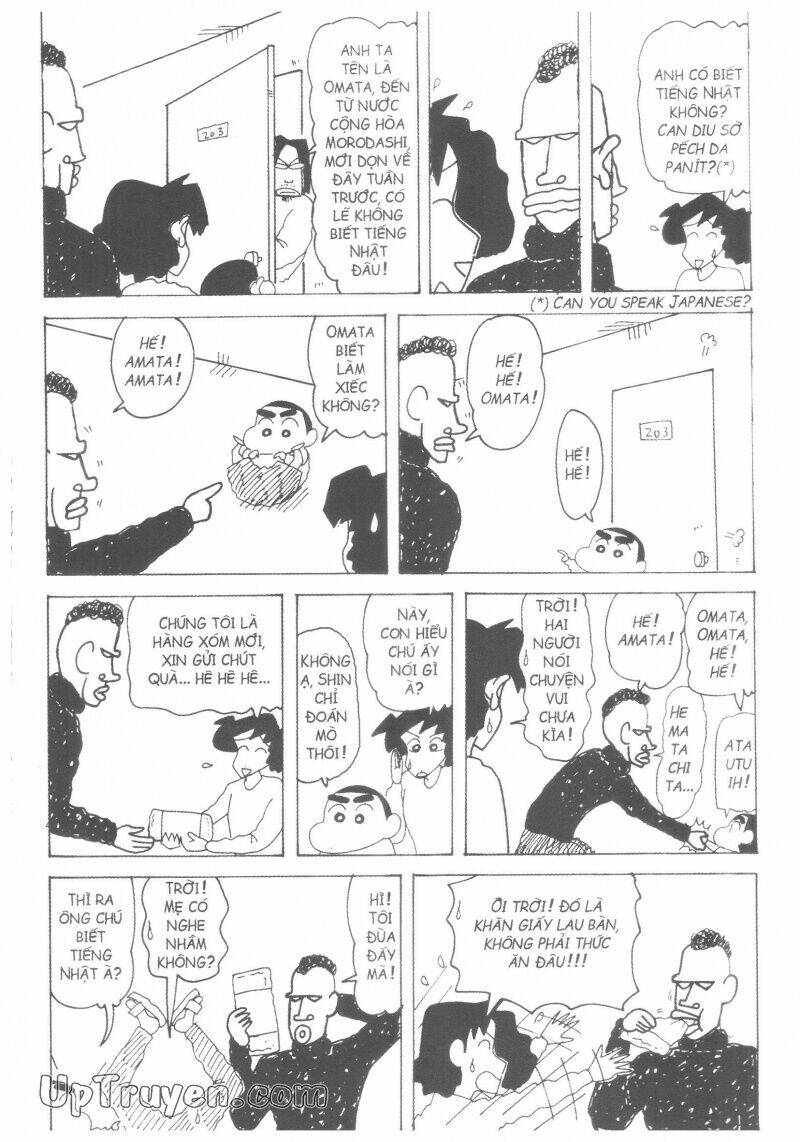 ANH CÓ BIẾT
TIẾNG NHẬT
KHÔNG?
CAN DIU SỜ
PẾCH DA
PANÍT?(*)
(*) CAN YOU SPEAK JAPANESE?
ANH TA
TÊN LÀ
OMATA, ĐẾN
TỪ NƯỚC
CỘNG HÒA
MORODASHI,
MỚI DỌN VỀ
ĐÂY TUẦN
TRƯỚC, CÓ
LẼ KHÔNG
BIẾT TIẾNG
NHẬT
ĐÂU!
203
HẾ!
HẾ!
OMATA!
HẾ!
HẾ!
203
OMATA
BIẾT
LÀM
XIẾC
KHÔNG?
HẾ!
AMATA!
AMATA!
OMATA,
OMATA,
HẾ!
HẾ!
HẾ!
AMATA!
ATA
UTU
IH!
HE
MA
TA
CHI
TA...
TRỜI!
HAI
NGƯỜI
NÓI
CHUYỆN
VUI
CHƯA
KÌA!
NÀY,
CON HIỂU
CHÚ ẤY
NÓI GÌ
À?
KHÔNG
Ạ, SHIN
CHỈ
ĐOÁN
MÒ
THÔI!
CHÚNG TÔI LÀ
HÀNG XÓM MỚI,
XIN GỬI CHÚT
QUÀ... HÊ HÊ HÊ...
ÔI TRỜI! ĐÓ LÀ
KHĂN GIẤY LAU BÀN,
KHÔNG PHẢI THỨC
ĂN ĐÂU!!!
HÌ!
TÔI
ĐÙA
ĐẤY
MÀ!
TRỜI!
MẸ CÓ
NGHE
NHẦM
KHÔNG?
THÌ RA
ÔNG CHÚ
BIẾT
TIẾNG
NHẬT À?
UpTruyen.com